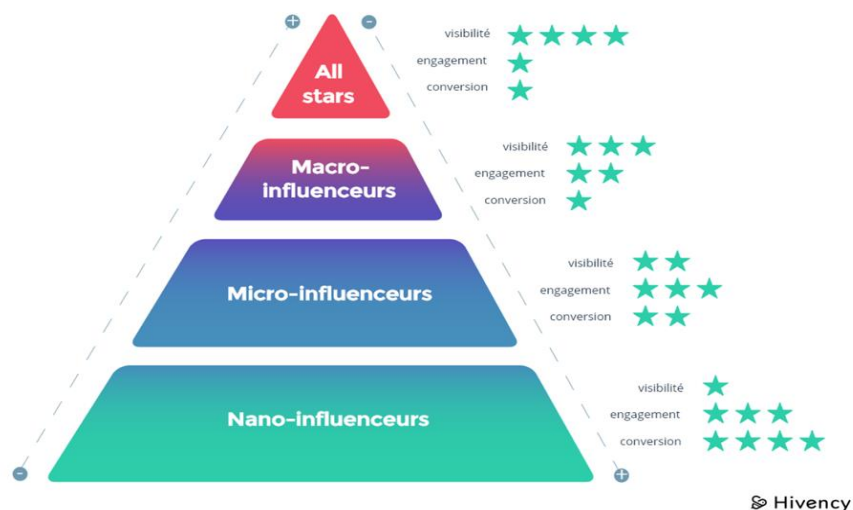 +
-
visibilité
engagement
conversion
All
stars
visibilité
engagement
conversion
Macro-
influenceurs
visibilité
engagement
conversion
Micro-influenceurs
visibilité
engagement
conversion
Nano-influenceurs
-
+
Hivency